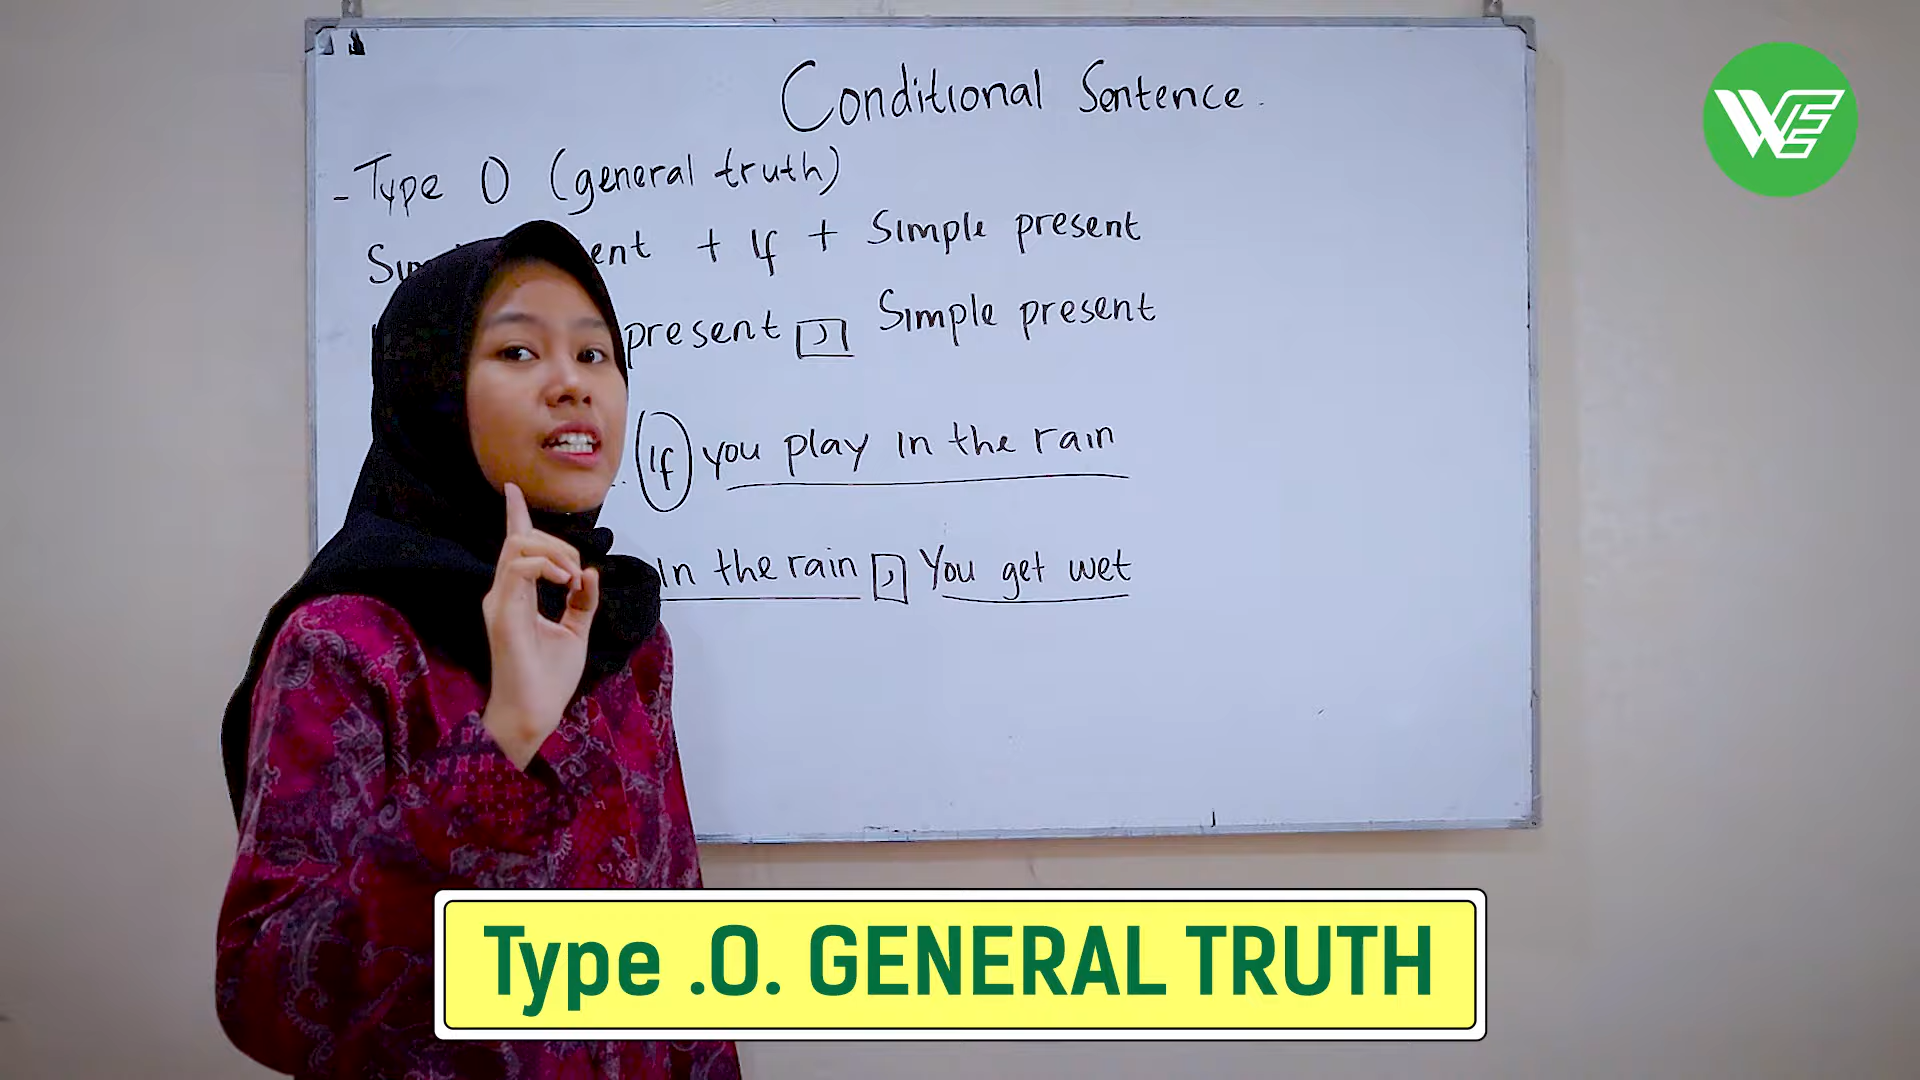 Conditional Sentence.
- Type 0 (general truth)
+ If + Simple present
present , Simple present
If you play in the rain
in the rain , You get wet
Type .0. GENERAL TRUTH